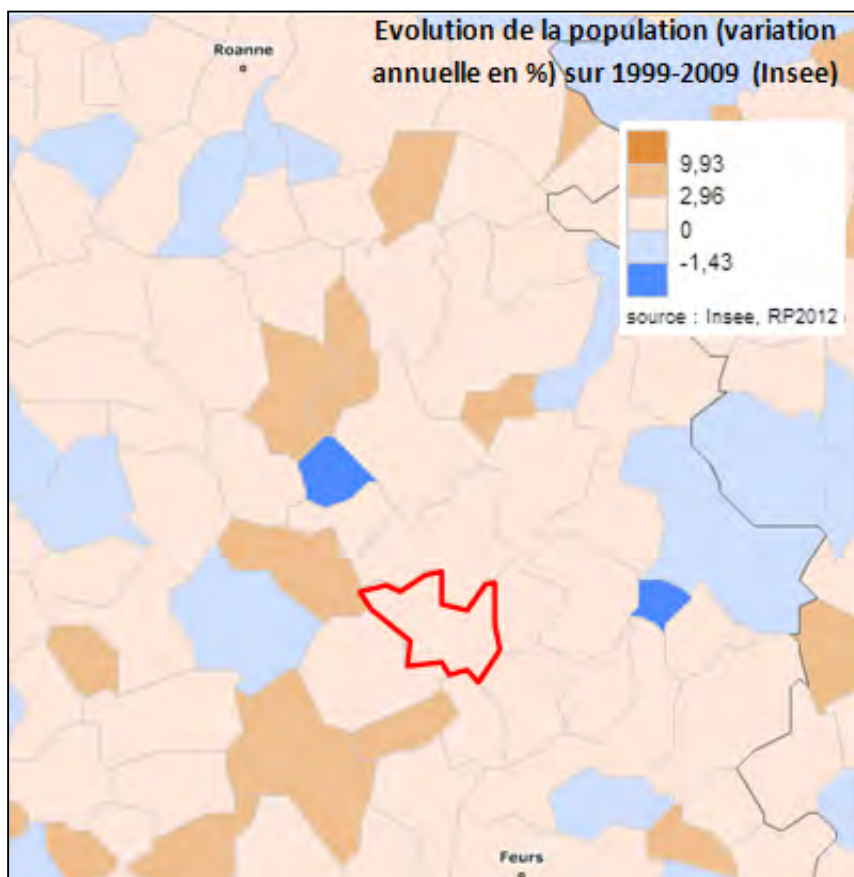 Evolution de la population (variation
annuelle en %) sur 1999-2009 (Insee)
Roanne
9,93
2,96
0
-1,43
source : Insee, RP2012
Feurs